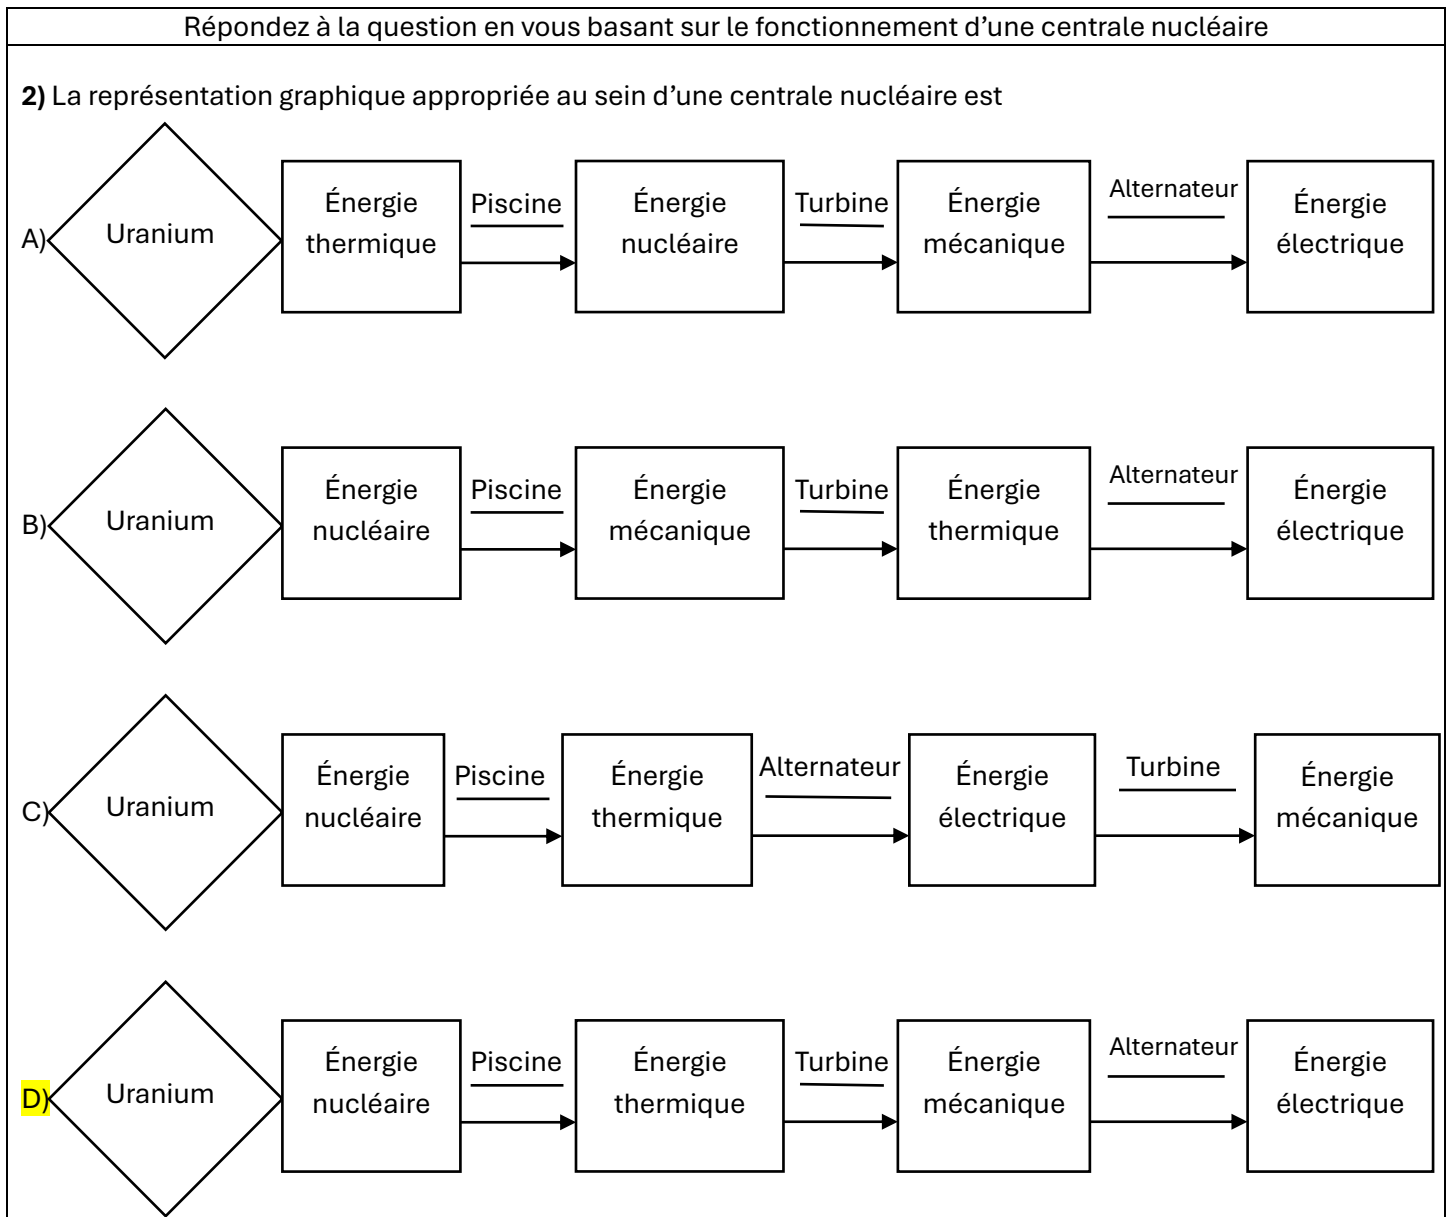 Répondez à la question en vous basant sur le fonctionnement d’une centrale nucléaire
2) La représentation graphique appropriée au sein d’une centrale nucléaire est
A)
Uranium
Énergie
thermique
Piscine
Énergie
nucléaire
Turbine
Énergie
mécanique
Alternateur
Énergie
électrique
B)
Uranium
Énergie
nucléaire
Piscine
Énergie
mécanique
Turbine
Énergie
thermique
Alternateur
Énergie
électrique
C)
Uranium
Énergie
nucléaire
Piscine
Énergie
thermique
Alternateur
Énergie
électrique
Turbine
Énergie
mécanique
D)
Uranium
Énergie
nucléaire
Piscine
Énergie
thermique
Turbine
Énergie
mécanique
Alternateur
Énergie
électrique